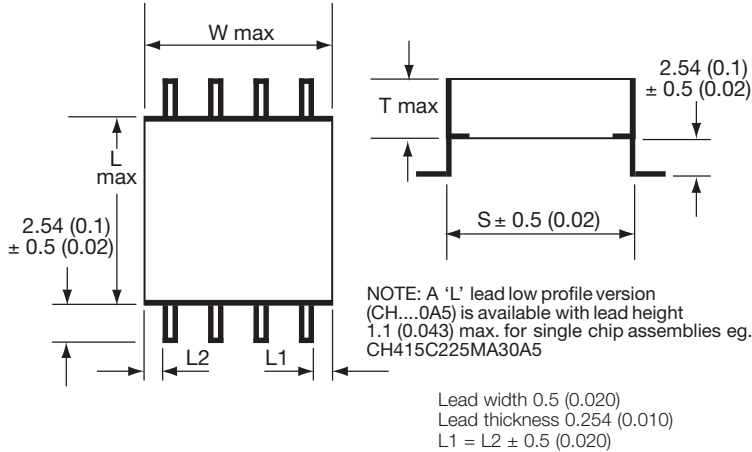 W max
L
max
2.54 (0.1)
± 0.5 (0.02)
L2
L1
T max
2.54 (0.1)
± 0.5 (0.02)
S ± 0.5 (0.02)
NOTE: A ‘L’ lead low profile version
(CH....0A5) is available with lead height
1.1 (0.043) max. for single chip assemblies eg.
CH415C225MA30A5
Lead width 0.5 (0.020)
Lead thickness 0.254 (0.010)
L1 = L2 ± 0.5 (0.020)